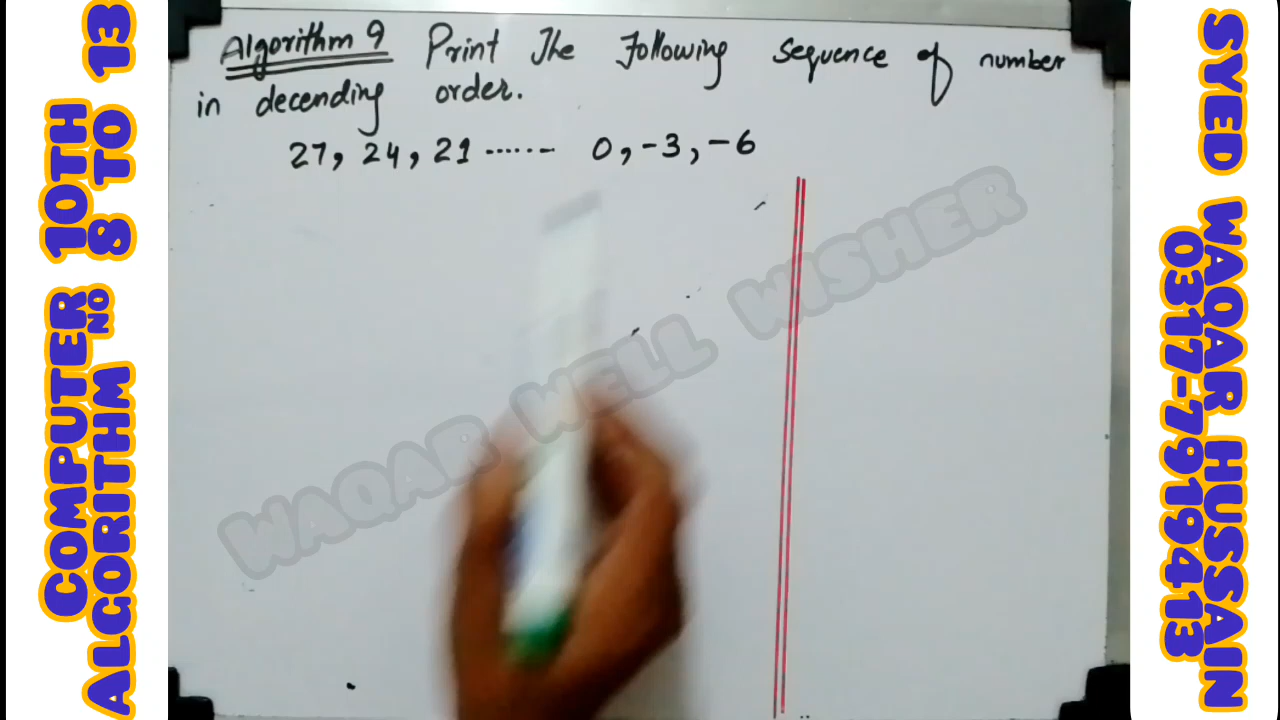 COMPUTER 10TH
ALGORITHM NO 8 TO 13
Algorithm 9 Print The Following Sequence of number
in decending order.
27, 24, 21 ------- 0, -3, -6
WAQAR WELL WISHER
SYED WAQAR HUSSAIN
0317-7919413